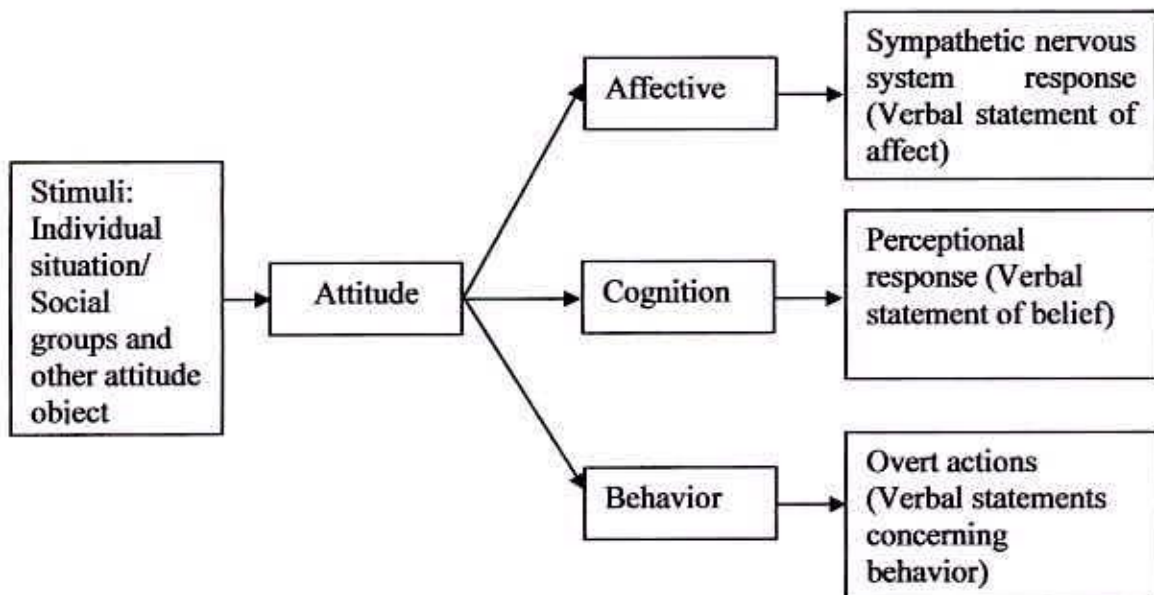 Stimuli:
Individual
situation/
Social
groups and
other attitude
object
Attitude
Affective
Cognition
Behavior
Sympathetic nervous
system response
(Verbal statement of
affect)
Perceptional
response (Verbal
statement of belief)
Overt actions
(Verbal statements
concerning
behavior)